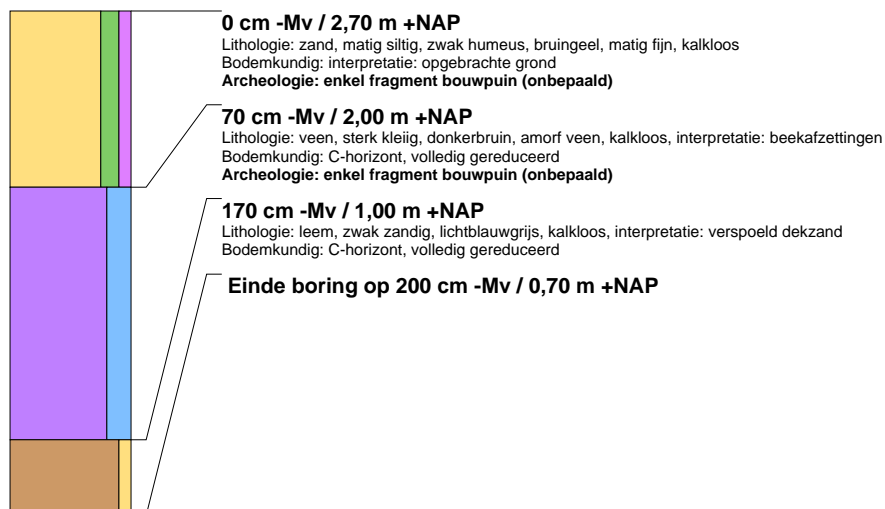 0 cm -Mv / 2,70 m +NAP
Lithologie: zand, matig siltig, zwak humeus, bruingeel, matig fijn, kalkloos
Bodemkundig: interpretatie: opgebrachte grond
Archeologie: enkel fragment bouwpuin (onbepaald)
70 cm -Mv / 2,00 m +NAP
Lithologie: veen, sterk kleiig, donkerbruin, amorf veen, kalkloos, interpretatie: beekafzettingen
Bodemkundig: C-horizont, volledig gereduceerd
Archeologie: enkel fragment bouwpuin (onbepaald)
170 cm -Mv / 1,00 m +NAP
Lithologie: leem, zwak zandig, lichtblauwgrijs, kalkloos, interpretatie: verspoeld dekzand
Bodemkundig: C-horizont, volledig gereduceerd
Einde boring op 200 cm -Mv / 0,70 m +NAP